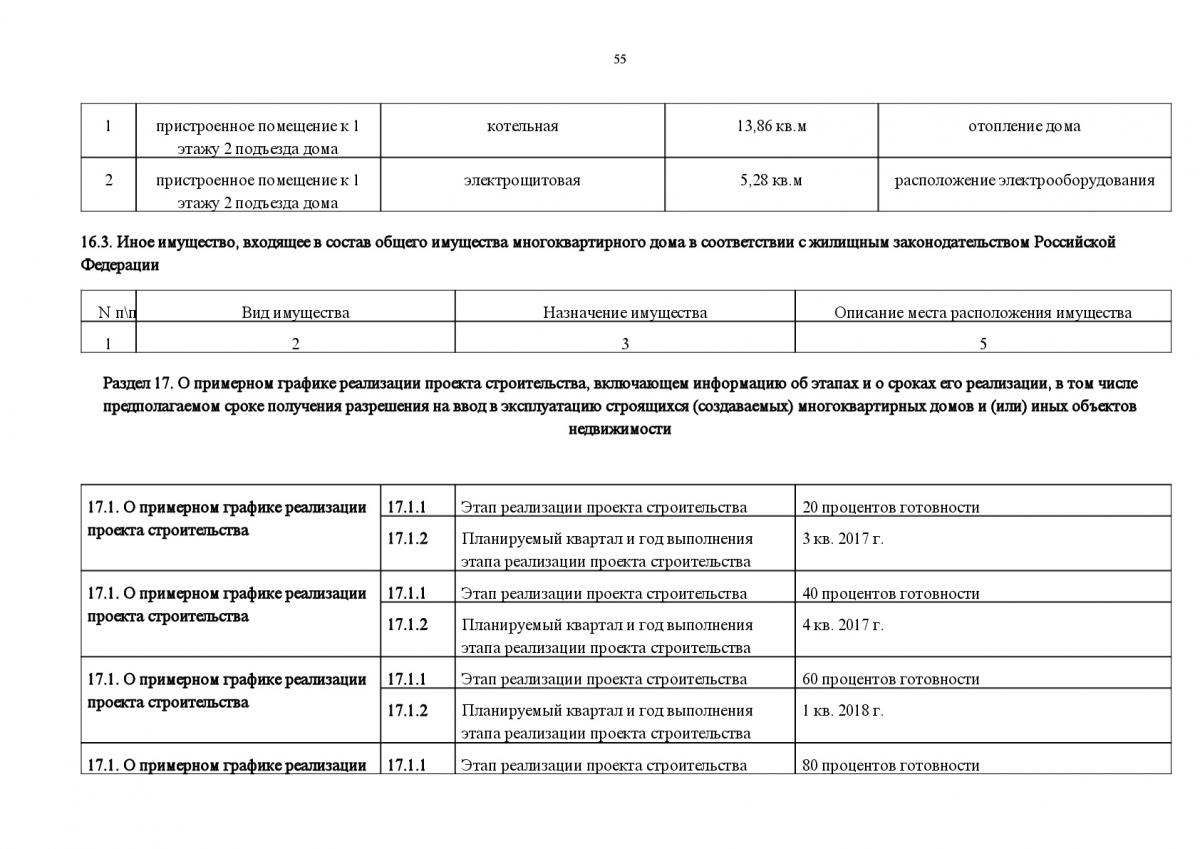 55
1 пристроенное помещение к 1 котельная 13,86 кв.м отопление дома
этажу 2 подъезда дома
2 пристроенное помещение к 1 электрощитовая 5,28 кв.м расположение электрооборудования
этажу 2 подъезда дома
16.3. Иное имущество, входящее в состав общего имущества многоквартирного дома в соответствии с жилищным законодательством Российской
Федерации
N п\п Вид имущества Назначение имущества Описание места расположения имущества
1 2 3 5
Раздел 17. О примерном графике реализации проекта строительства, включающем информацию об этапах и о сроках его реализации, в том числе
предполагаемом сроке получения разрешения на ввод в эксплуатацию строящихся (создаваемых) многоквартирных домов и (или) иных объектов
недвижимости
17.1. О примерном графике реализации 17.1.1 Этап реализации проекта строительства 20 процентов готовности
проекта строительства
17.1.2 Планируемый квартал и год выполнения 3 кв. 2017 г.
этапа реализации проекта строительства
17.1. О примерном графике реализации 17.1.1 Этап реализации проекта строительства 40 процентов готовности
проекта строительства
17.1.2 Планируемый квартал и год выполнения 4 кв. 2017 г.
этапа реализации проекта строительства
17.1. О примерном графике реализации 17.1.1 Этап реализации проекта строительства 60 процентов готовности
проекта строительства
17.1.2 Планируемый квартал и год выполнения 1 кв. 2018 г.
этапа реализации проекта строительства
17.1. О примерном графике реализации 17.1.1 Этап реализации проекта строительства 80 процентов готовности